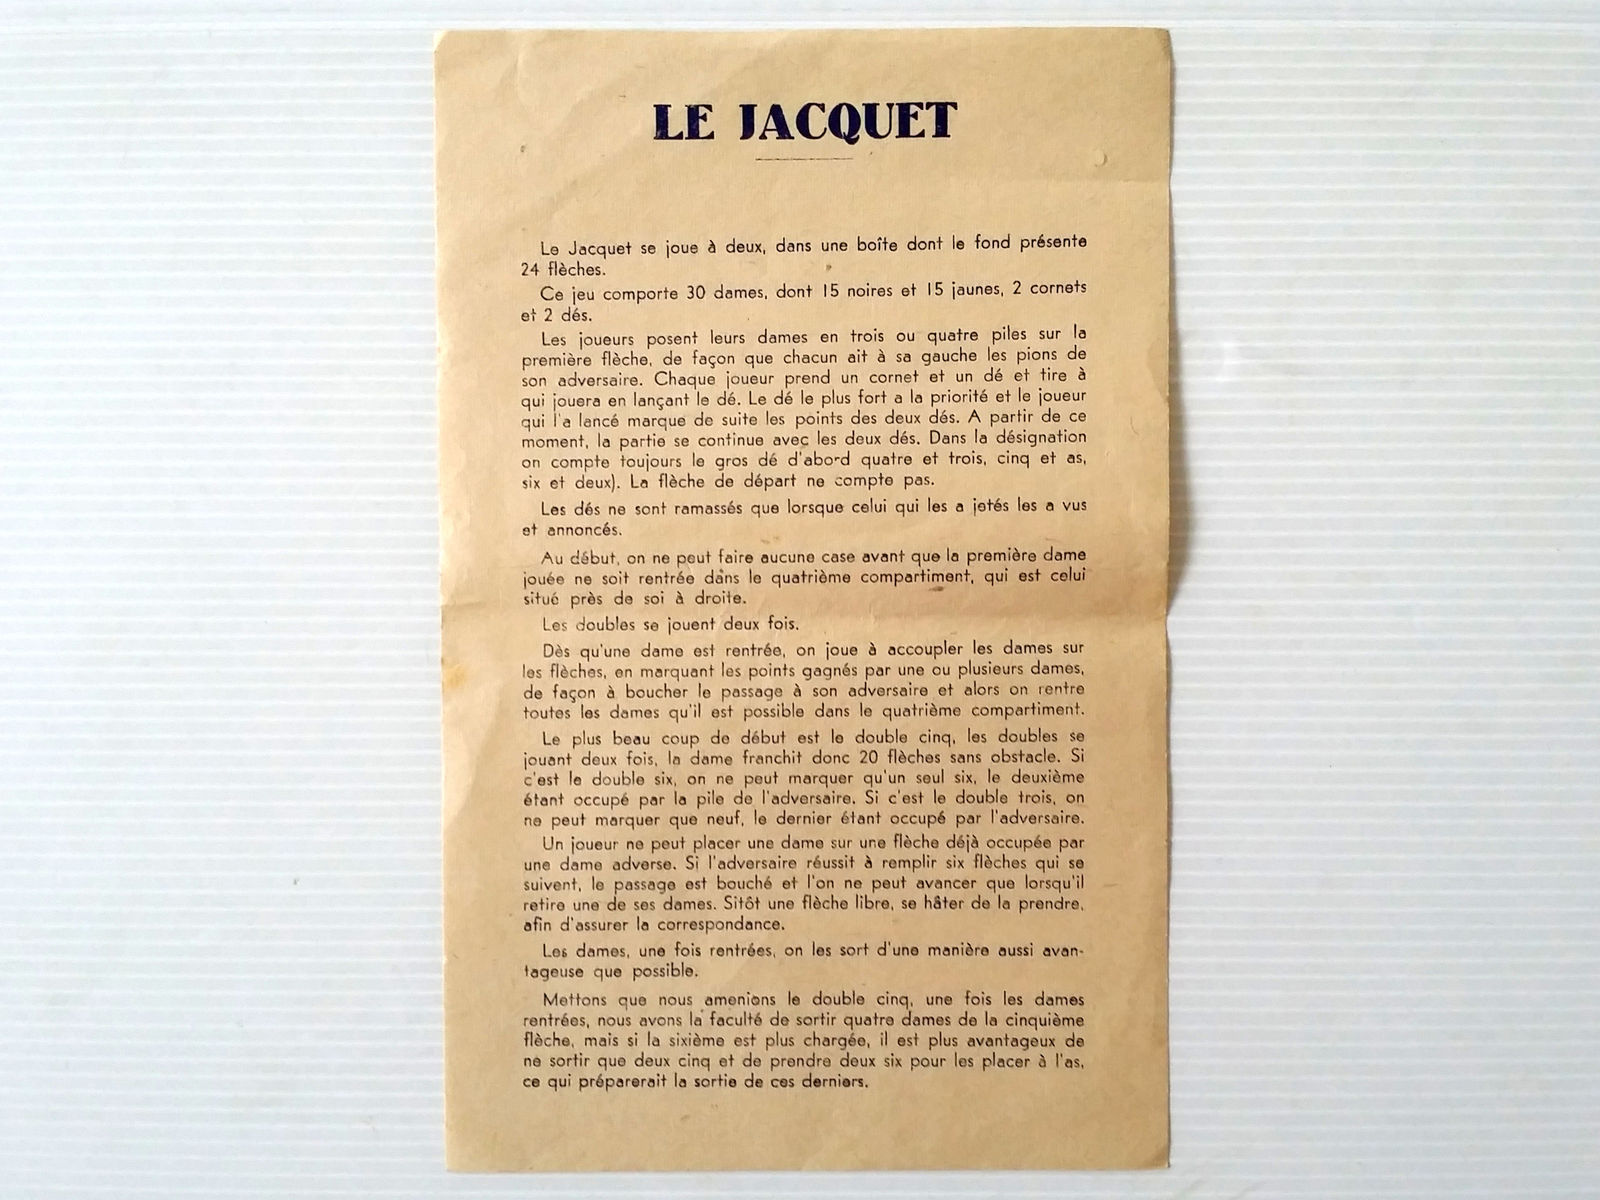 LE JACQUET
Le Jacquet se joue à deux, dans une boîte dont le fond présente
24 flèches.
Ce jeu comporte 30 dames, dont 15 noires et 15 jaunes, 2 cornets
et 2 dés.
Les joueurs posent leurs dames en trois ou quatre piles sur la
première flèche, de façon que chacun ait à sa gauche les pions de
son adversaire. Chaque joueur prend un cornet et un dé et tire à
qui jouera en lançant le dé. Le dé le plus fort a la priorité et le joueur
qui l'a lancé marque de suite les points des deux dés. A partir de ce
moment, la partie se continue avec les deux dés. Dans la désignation
on compte toujours le gros dé d'abord quatre et trois, cinq et as,
six et deux). La flèche de départ ne compte pas.
Les dés ne sont ramassés que lorsque celui qui les a jetés les a vus
et annoncés.
Au début, on ne peut faire aucune case avant que la première dame
jouée ne soit rentrée dans le quatrième compartiment, qui est celui
situé près de soi à droite.
Les doubles se jouent deux fois.
Dès qu'une dame est rentrée, on joue à accoupler les dames sur
les flèches, en marquant les points gagnés par une ou plusieurs dames,
de façon à boucher le passage à son adversaire et alors on rentre
toutes les dames qu'il est possible dans le quatrième compartiment.
Le plus beau coup de début est le double cinq, les doubles se
jouant deux fois, la dame franchit donc 20 flèches sans obstacle. Si
c'est le double six, on ne peut marquer qu'un seul six, le deuxième
étant occupé par la pile de l'adversaire. Si c'est le double trois, on
ne peut marquer que neuf, le dernier étant occupé par l'adversaire.
Un joueur ne peut placer une dame sur une flèche déjà occupée par
une dame adverse. Si l'adversaire réussit à remplir six flèches qui se
suivent, le passage est bouché et l'on ne peut avancer que lorsqu'il
retire une de ses dames. Sitôt une flèche libre, se hâter de la prendre,
afin d'assurer la correspondance.
Les dames, une fois rentrées, on les sort d'une manière aussi avan-
tageuse que possible.
Mettons que nous amenions le double cinq, une fois les dames
rentrées, nous avons la faculté de sortir quatre dames de la cinquième
flèche, mais si la sixième est plus chargée, il est plus avantageux de
ne sortir que deux cinq et de prendre deux six pour les placer à l'as,
ce qui préparerait la sortie de ces derniers.